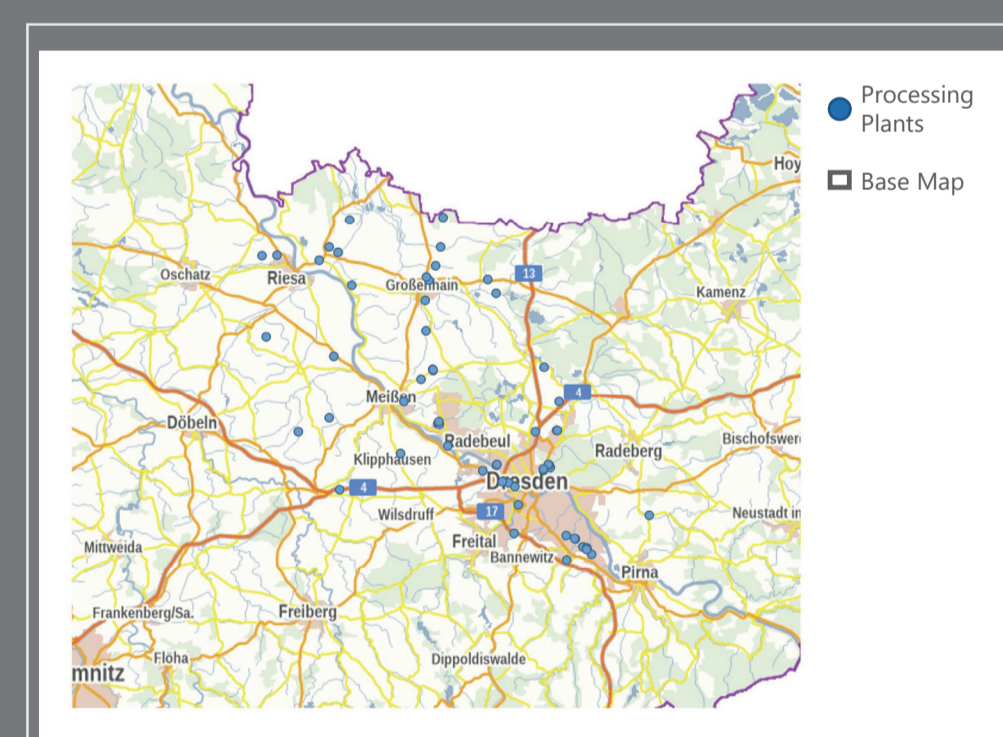 Processing
Plants
Base Map
Hoy
13
Oschatz
Riesa
Großenhain
Kamenz
4
Meißen
Döbeln
Radebeul
Bischofswer
Klipphausen
Radeberg
Dresden
4
17
Wilsdruff
Neustadt in
Freital
Mittweida
Bannewitz
Pirna
Frankenberg/Sa.
Freiberg
Flöha
Dippoldiswalde
mnitz